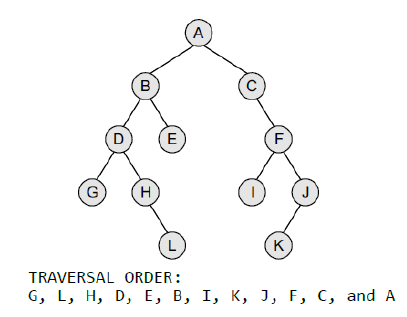 A
B C
D E F
G H I J
L K
TRAVERSAL ORDER:
G, L, H, D, E, B, I, K, J, F, C, and A